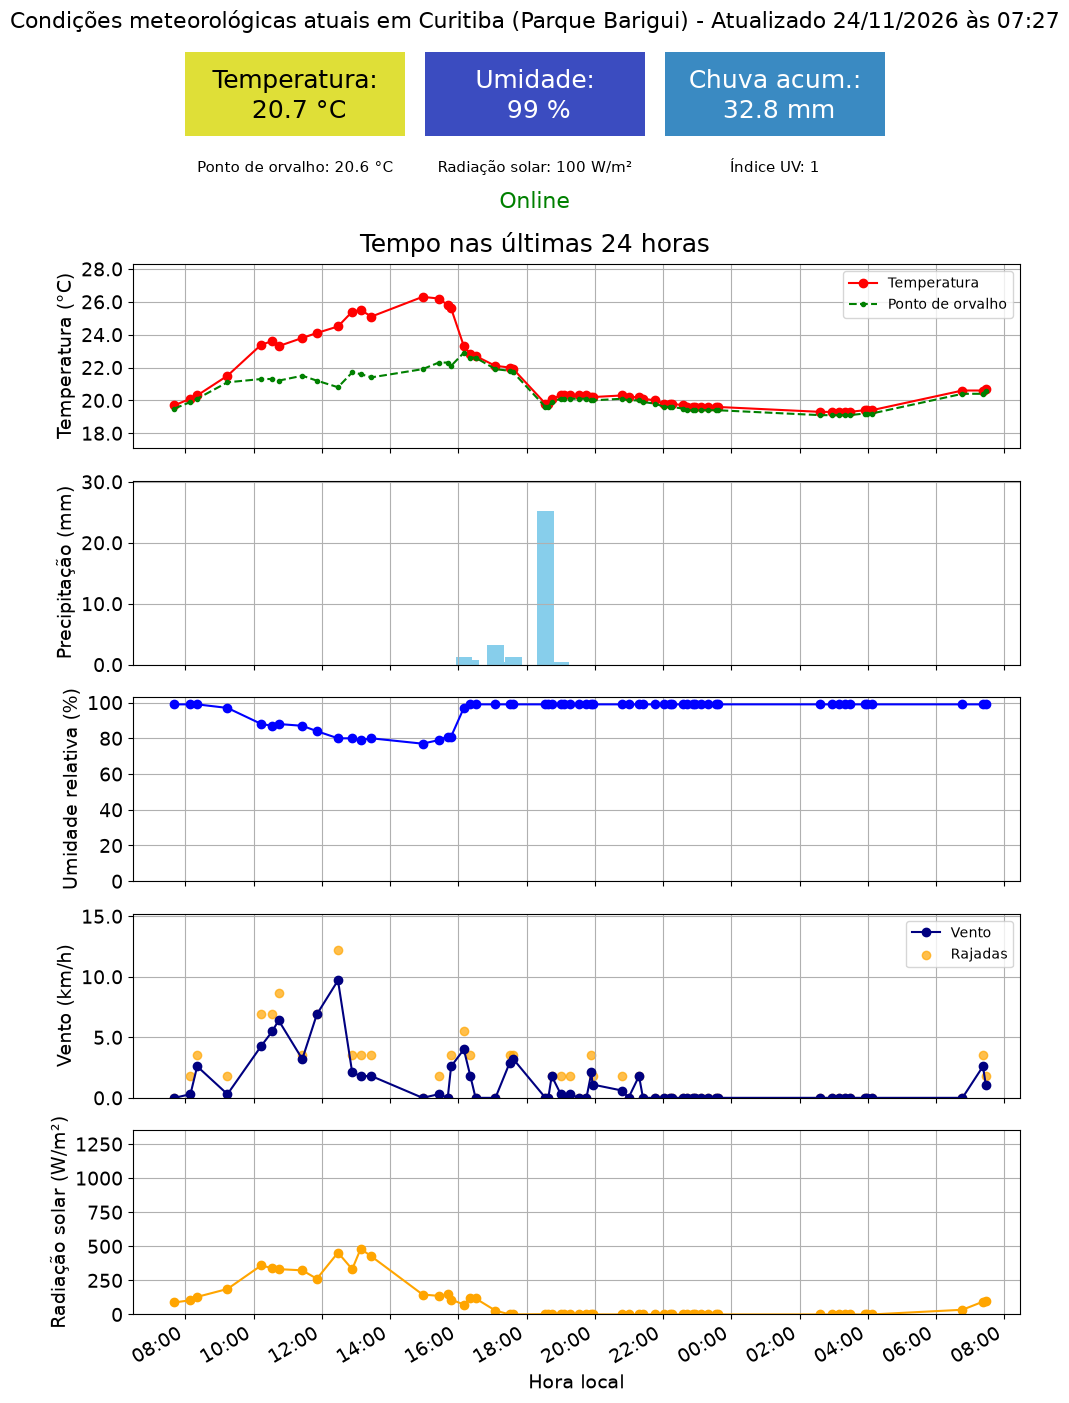 Condições meteorológicas atuais em Curitiba (Parque Barigui) - Atualizado 24/11/2026 às 07:27
Temperatura:
20.7 °C
Umidade:
99 %
Chuva acum.:
32.8 mm
Ponto de orvalho: 20.6 °C
Radiação solar: 100 W/m²
Índice UV: 1
Online
Tempo nas últimas 24 horas
Temperatura (°C)
28.0
26.0
24.0
22.0
20.0
18.0
Temperatura
Ponto de orvalho
Precipitação (mm)
30.0
20.0
10.0
0.0
Umidade relativa (%)
100
80
60
40
20
0
Vento (km/h)
15.0
10.0
5.0
0.0
Vento
Rajadas
Radiação solar (W/m²)
1250
1000
750
500
250
0
08:00
10:00
12:00
14:00
16:00
18:00
20:00
22:00
00:00
02:00
04:00
06:00
08:00
Hora local